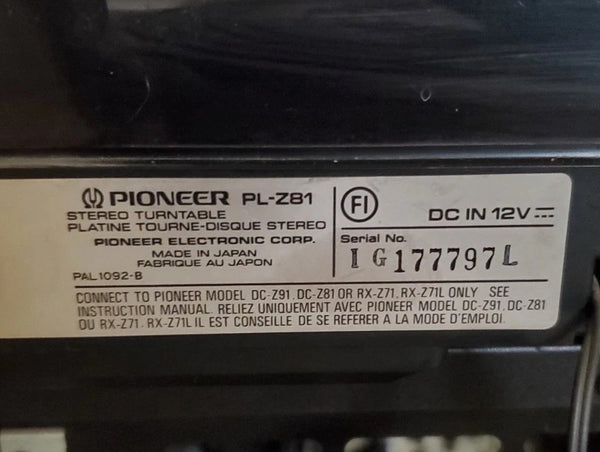 PIONEER PL-Z81
STEREO TURNTABLE
PLATINE TOURNE-DISQUE STEREO
PIONEER ELECTRONIC CORP.
MADE IN JAPAN
FABRIQUE AU JAPON
PAL1092-B
FI
DC IN 12V
Serial No.
I G177797L
CONNECT TO PIONEER MODEL DC-Z91, DC-Z81 OR RX-Z71, RX-Z71L ONLY SEE
INSTRUCTION MANUAL. RELIEZ UNIQUEMENT AVEC PIONEER MODEL DC-Z91, DC-Z81
OU RX-Z71. RX-Z71L IL EST CONSEILLE DE SE REFERER A LA MODE D'EMPLOI.